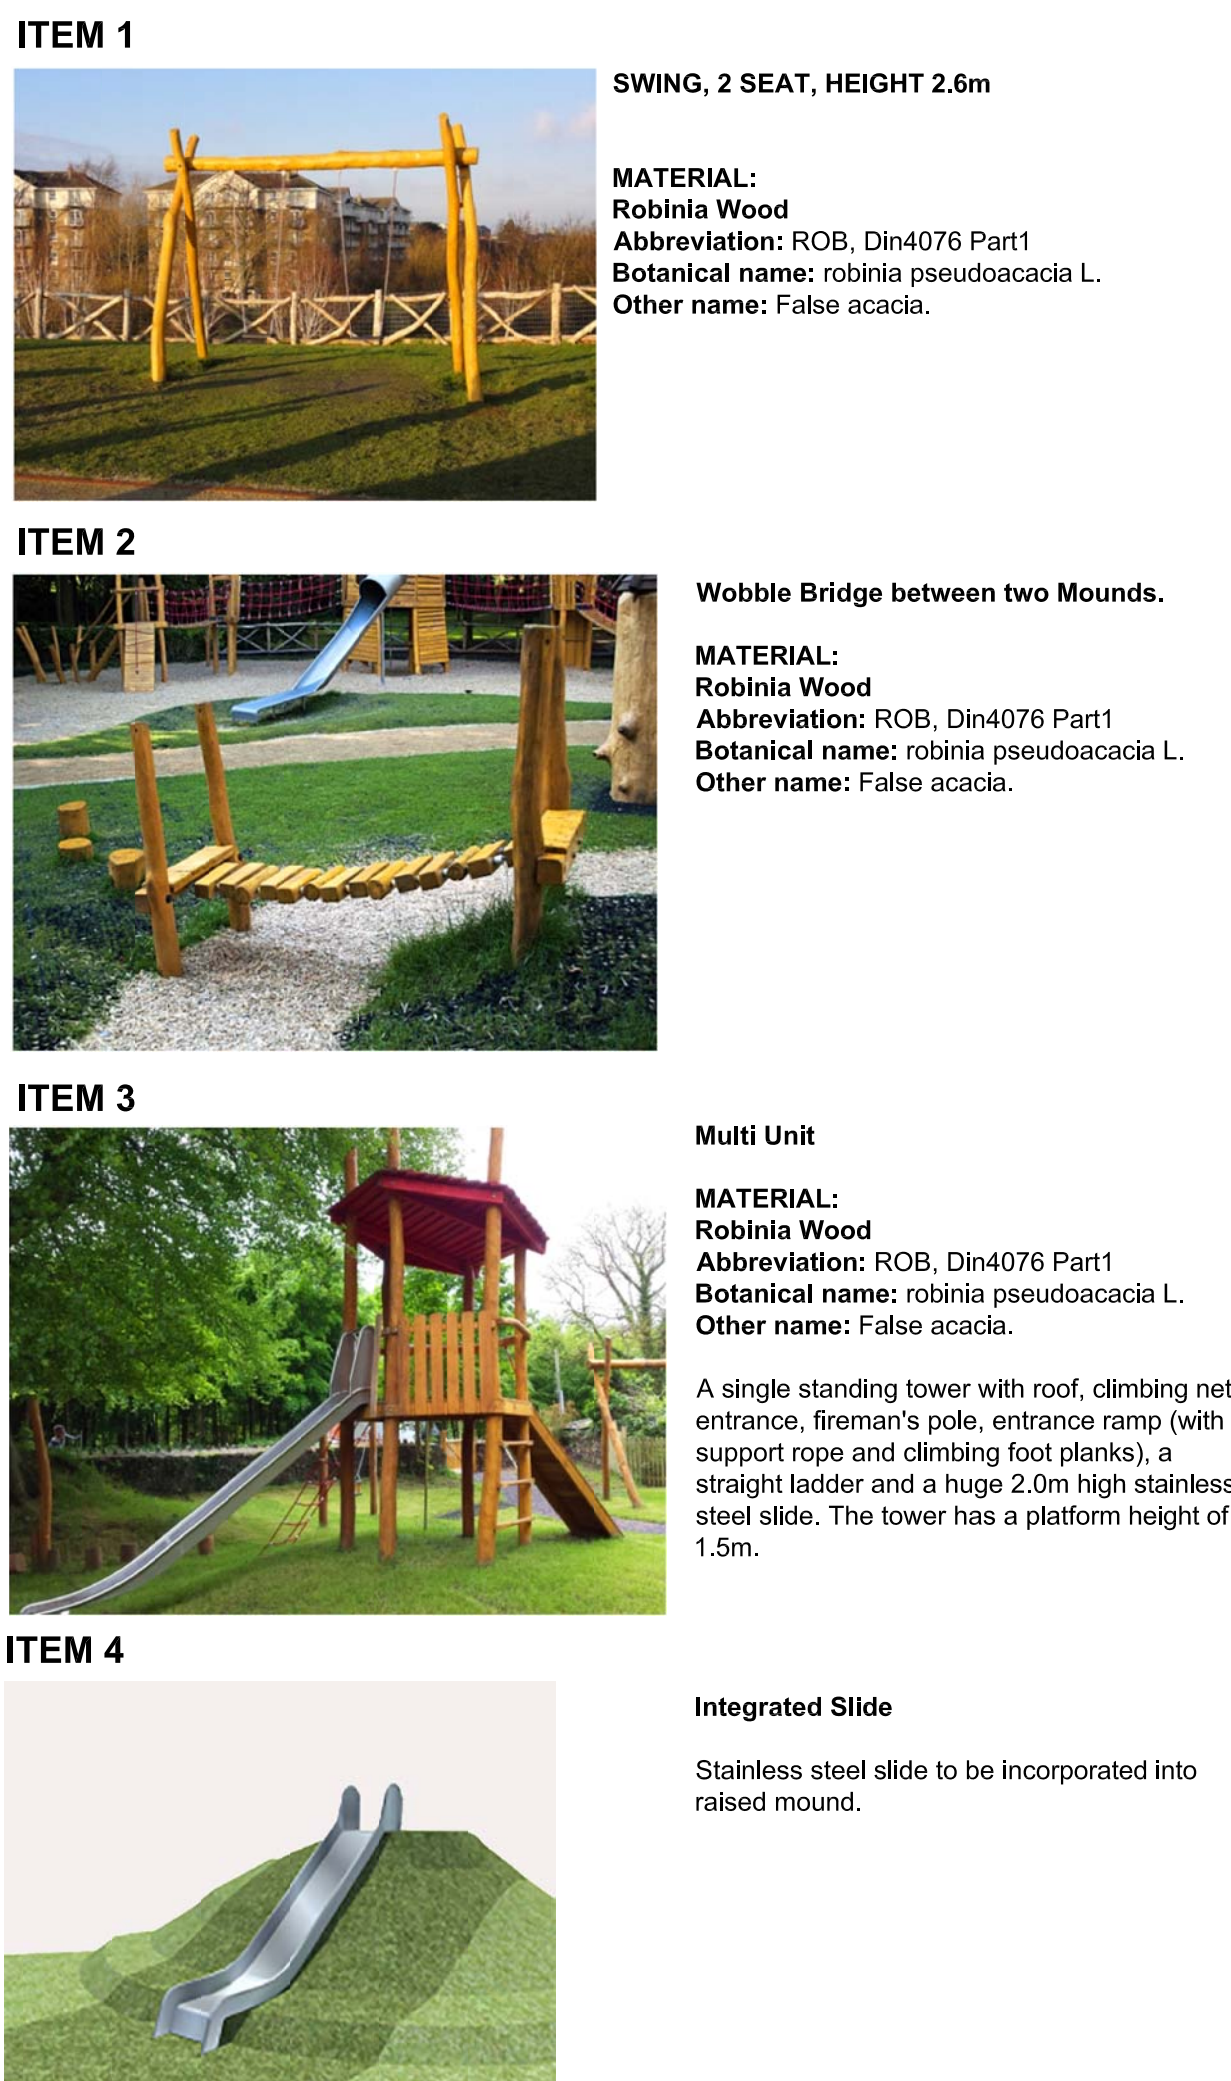 ITEM 1
SWING, 2 SEAT, HEIGHT 2.6m
MATERIAL:
Robinia Wood
Abbreviation: ROB, Din4076 Part1
Botanical name: robinia pseudoacacia L.
Other name: False acacia.
ITEM 2
Wobble Bridge between two Mounds.
MATERIAL:
Robinia Wood
Abbreviation: ROB, Din4076 Part1
Botanical name: robinia pseudoacacia L.
Other name: False acacia.
ITEM 3
Multi Unit
MATERIAL:
Robinia Wood
Abbreviation: ROB, Din4076 Part1
Botanical name: robinia pseudoacacia L.
Other name: False acacia.
A single standing tower with roof, climbing net
entrance, fireman's pole, entrance ramp (with
support rope and climbing foot planks), a
straight ladder and a huge 2.0m high stainless
steel slide. The tower has a platform height of
1.5m.
ITEM 4
Integrated Slide
Stainless steel slide to be incorporated into
raised mound.